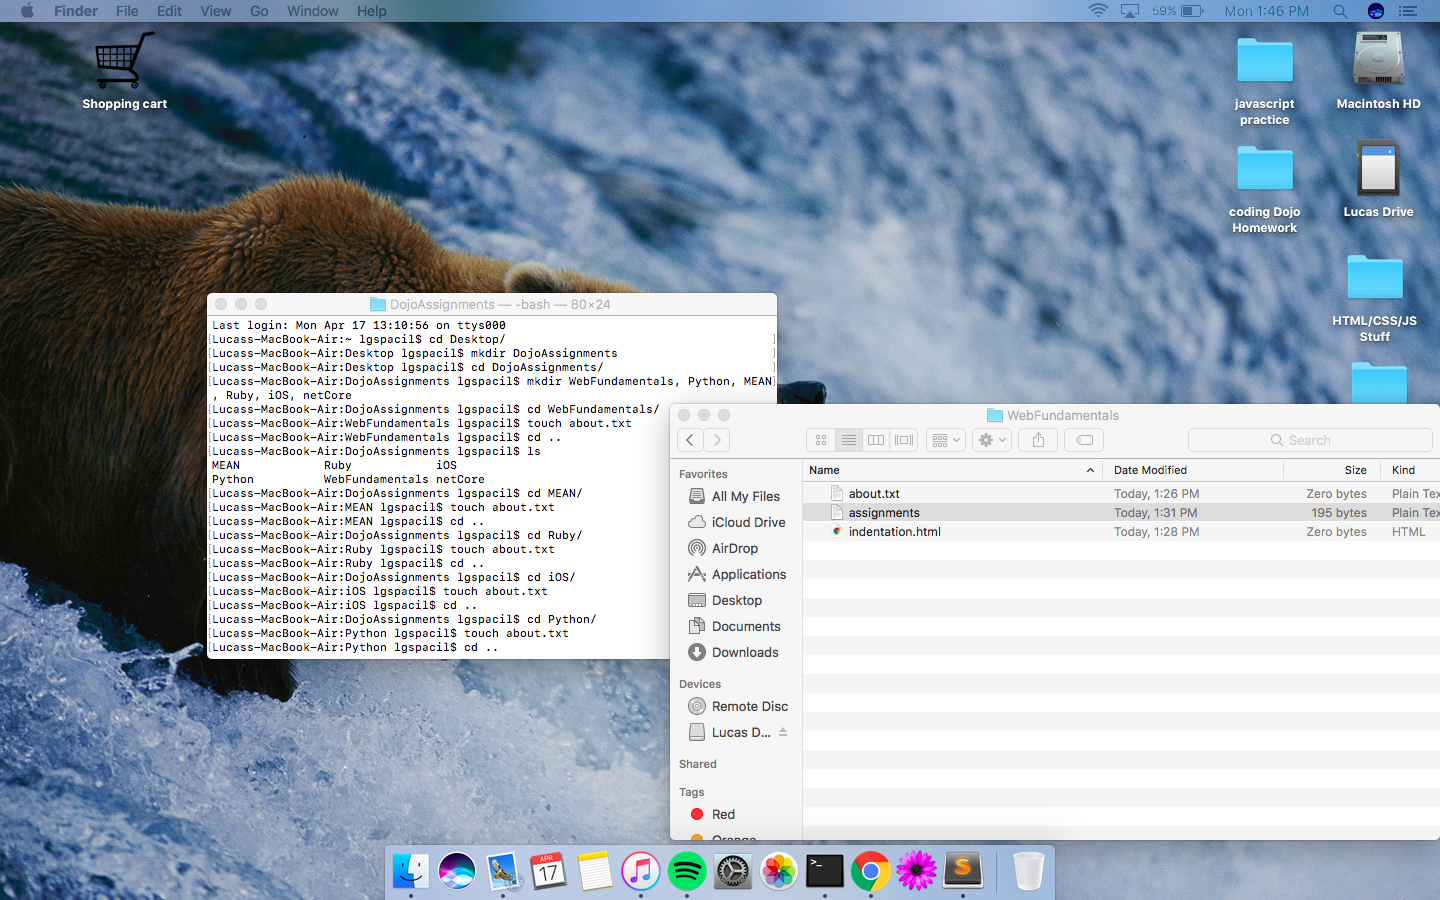 Finder File Edit View Go Window Help
59% Mon 1:46 PM
Shopping cart
javascript
practice
Macintosh HD
coding Dojo
Homework
Lucas Drive
HTML/CSS/JS
Stuff
DojoAssignments — -bash — 80×24
Last login: Mon Apr 17 13:10:56 on ttys000
[Lucass-MacBook-Air:~ lgspacil$ cd Desktop/ ]
[Lucass-MacBook-Air:Desktop lgspacil$ mkdir DojoAssignments ]
[Lucass-MacBook-Air:Desktop lgspacil$ cd DojoAssignments/ ]
[Lucass-MacBook-Air:DojoAssignments lgspacil$ mkdir WebFundamentals, Python, MEAN]
, Ruby, iOS, netCore
[Lucass-MacBook-Air:DojoAssignments lgspacil$ cd WebFundamentals/
[Lucass-MacBook-Air:WebFundamentals lgspacil$ touch about.txt
[Lucass-MacBook-Air:WebFundamentals lgspacil$ cd ..
[Lucass-MacBook-Air:DojoAssignments lgspacil$ ls
MEAN Ruby iOS
Python WebFundamentals netCore
[Lucass-MacBook-Air:DojoAssignments lgspacil$ cd MEAN/
[Lucass-MacBook-Air:MEAN lgspacil$ touch about.txt
[Lucass-MacBook-Air:MEAN lgspacil$ cd ..
[Lucass-MacBook-Air:DojoAssignments lgspacil$ cd Ruby/
[Lucass-MacBook-Air:Ruby lgspacil$ touch about.txt
[Lucass-MacBook-Air:Ruby lgspacil$ cd ..
[Lucass-MacBook-Air:DojoAssignments lgspacil$ cd iOS/
[Lucass-MacBook-Air:iOS lgspacil$ touch about.txt
[Lucass-MacBook-Air:iOS lgspacil$ cd ..
[Lucass-MacBook-Air:DojoAssignments lgspacil$ cd Python/
[Lucass-MacBook-Air:Python lgspacil$ touch about.txt
[Lucass-MacBook-Air:Python lgspacil$ cd ..
WebFundamentals
Search
Favorites
All My Files
iCloud Drive
AirDrop
Applications
Desktop
Documents
Downloads
Devices
Remote Disc
Lucas D...
Shared
Tags
Red
Orange
Name Date Modified Size Kind
about.txt Today, 1:26 PM Zero bytes Plain Tex
assignments Today, 1:31 PM 195 bytes Plain Tex
indentation.html Today, 1:28 PM Zero bytes HTML
APR
17
>_
S